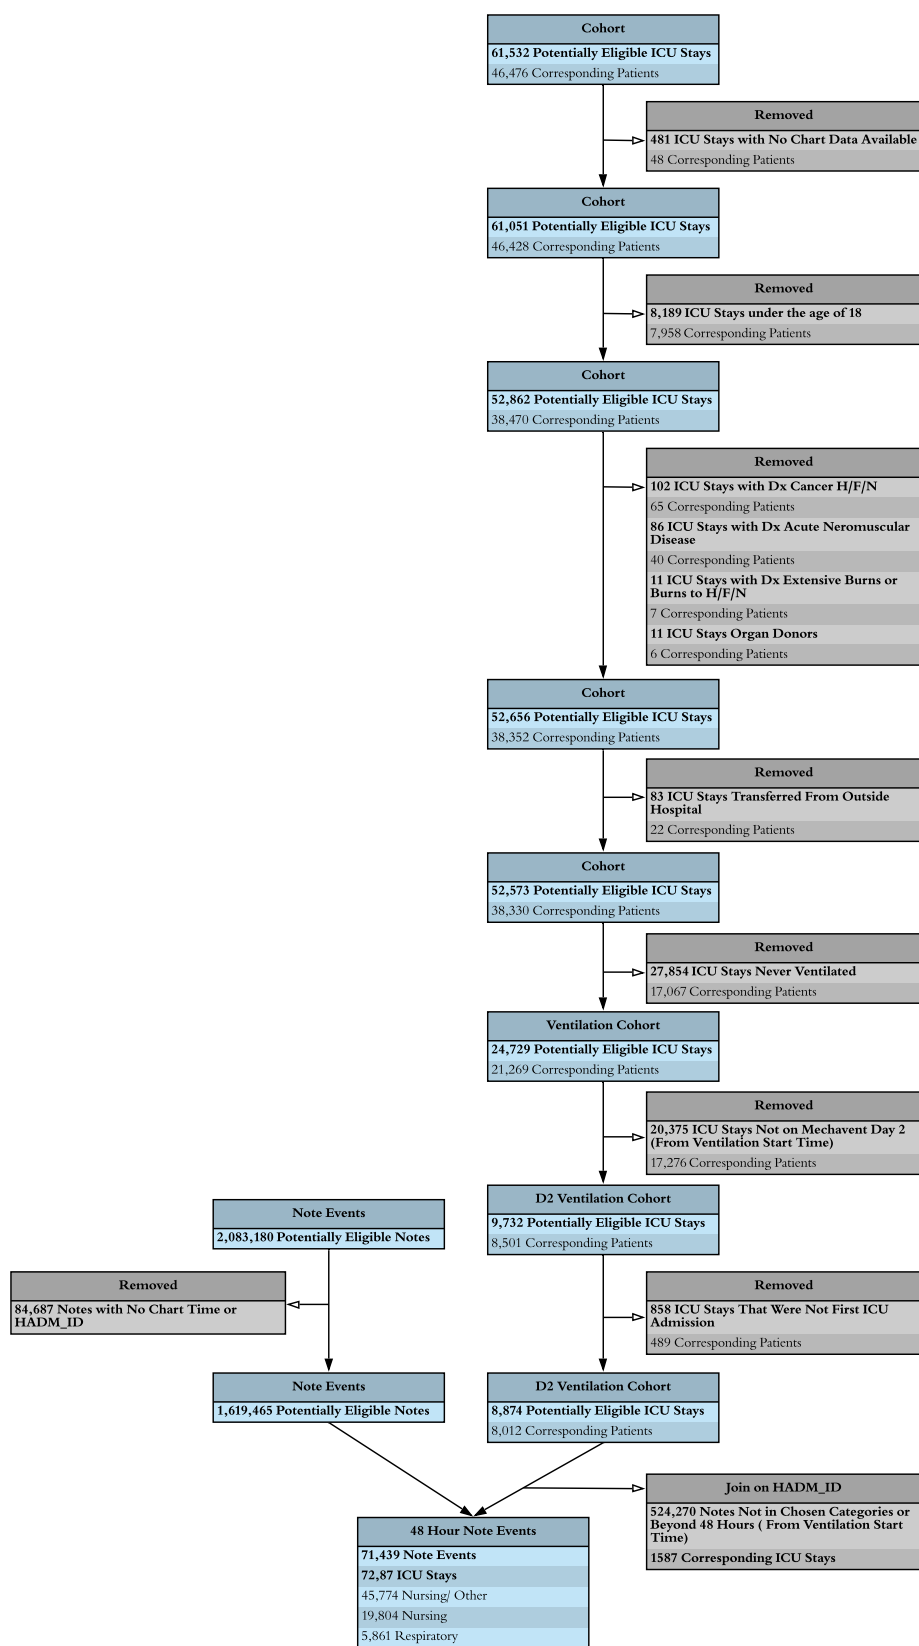 Cohort
61,532 Potentially Eligible ICU Stays
46,476 Corresponding Patients
Removed
481 ICU Stays with No Chart Data Available
48 Corresponding Patients
Cohort
61,051 Potentially Eligible ICU Stays
46,428 Corresponding Patients
Removed
8,189 ICU Stays under the age of 18
7,958 Corresponding Patients
Cohort
52,862 Potentially Eligible ICU Stays
38,470 Corresponding Patients
Removed
102 ICU Stays with Dx Cancer H/F/N
65 Corresponding Patients
86 ICU Stays with Dx Acute Neromuscular
Disease
40 Corresponding Patients
11 ICU Stays with Dx Extensive Burns or
Burns to H/F/N
7 Corresponding Patients
11 ICU Stays Organ Donors
6 Corresponding Patients
Cohort
52,656 Potentially Eligible ICU Stays
38,352 Corresponding Patients
Removed
83 ICU Stays Transferred From Outside
Hospital
22 Corresponding Patients
Cohort
52,573 Potentially Eligible ICU Stays
38,330 Corresponding Patients
Removed
27,854 ICU Stays Never Ventilated
17,067 Corresponding Patients
Ventilation Cohort
24,729 Potentially Eligible ICU Stays
21,269 Corresponding Patients
Removed
20,375 ICU Stays Not on Mechavent Day 2
(From Ventilation Start Time)
17,276 Corresponding Patients
D2 Ventilation Cohort
9,732 Potentially Eligible ICU Stays
8,501 Corresponding Patients
Note Events
2,083,180 Potentially Eligible Notes
Removed
84,687 Notes with No Chart Time or
HADM_ID
Removed
858 ICU Stays That Were Not First ICU
Admission
489 Corresponding Patients
Note Events
1,619,465 Potentially Eligible Notes
D2 Ventilation Cohort
8,874 Potentially Eligible ICU Stays
8,012 Corresponding Patients
Join on HADM_ID
524,270 Notes Not in Chosen Categories or
Beyond 48 Hours ( From Ventilation Start
Time)
1587 Corresponding ICU Stays
48 Hour Note Events
71,439 Note Events
72,87 ICU Stays
45,774 Nursing/ Other
19,804 Nursing
5,861 Respiratory